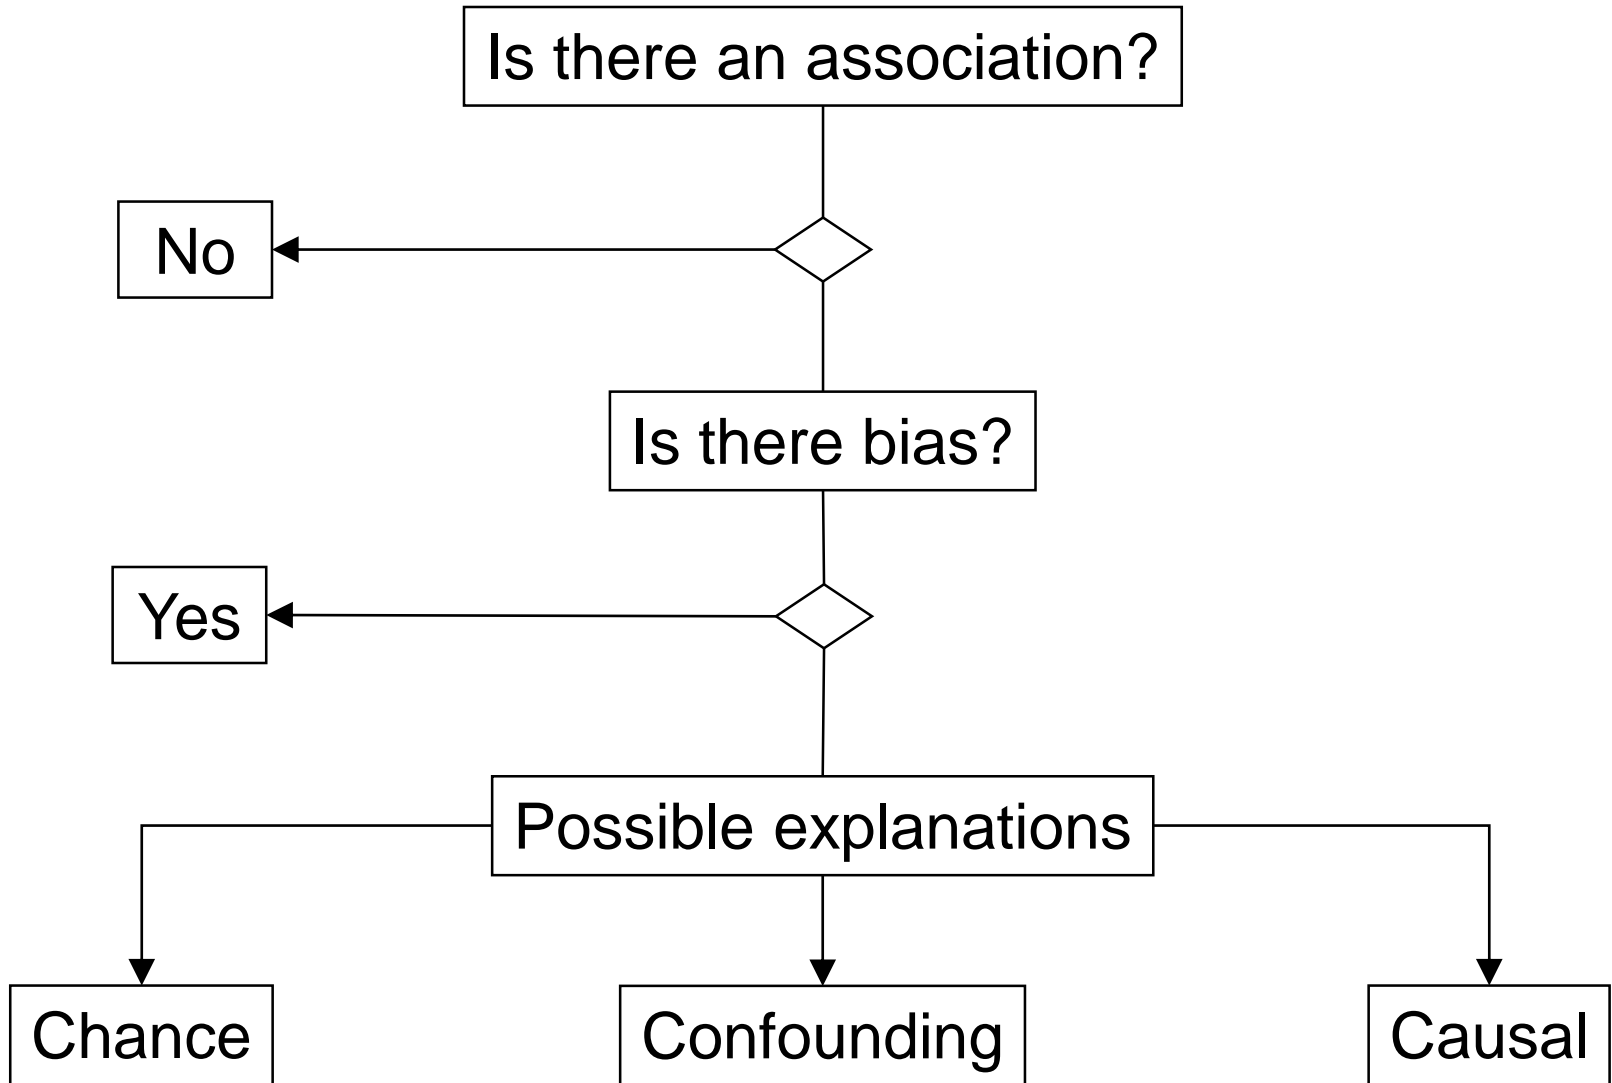 Is there an association?
No
Is there bias?
Yes
Possible explanations
Chance
Confounding
Causal